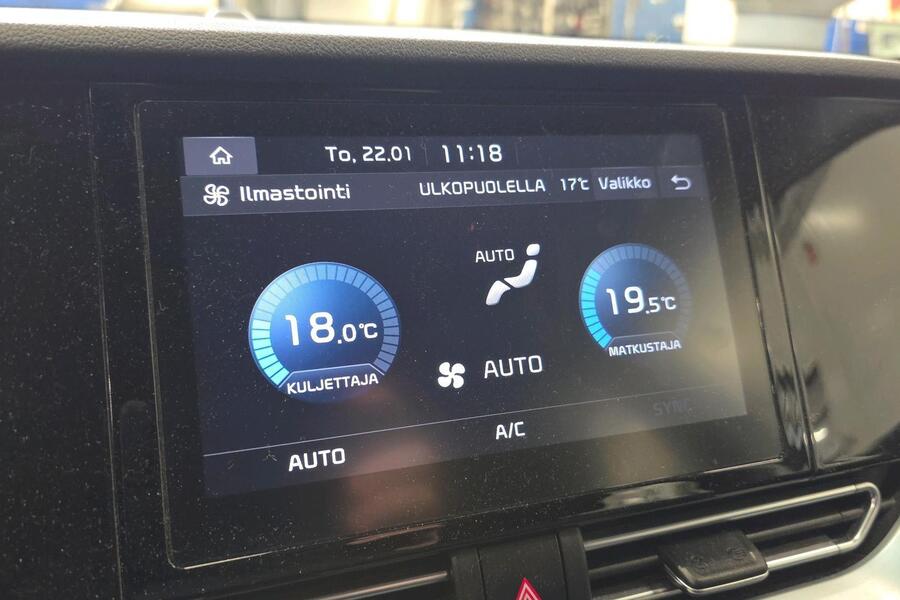 To, 22.01 11:18
Ilmastointi ULKOPUOLELLA 17°C Valikko
AUTO
18.0°C
19.5°C
KULJETTAJA
MATKUSTAJA
AUTO
SYNC
A/C
AUTO